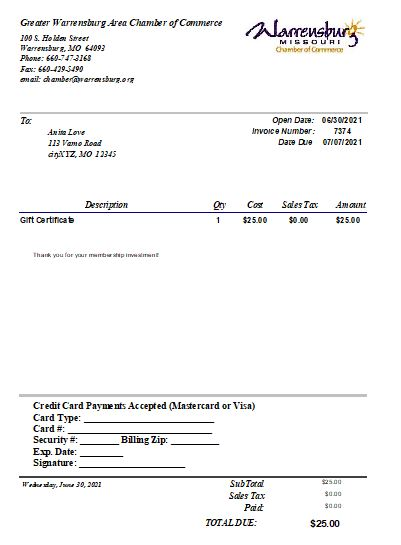 Greater Warrensburg Area Chamber of Commerce
100 S. Holden Street
Warrensburg, MO 64093
Phone: 660-747-3168
Fax: 660-429-5490
email: chamber@warrensburg.org
Warrensburg
MISSOURI
Chamber of Commerce
To:
Anita Love
113 Vamo Road
cityXYZ, MO 12345
Open Date: 06/30/2021
Invoice Number: 7374
Date Due 07/07/2021
Description Qty Cost Sales Tax Amount
Gift Certificate 1 $25.00 $0.00 $25.00
Thank you for your membership investment!
Credit Card Payments Accepted (Mastercard or Visa)
Card Type: ____________________
Card #: ____________________
Security #: ________ Billing Zip: __________
Exp. Date: _________
Signature: ____________________
Wednesday, June 30, 2021
SubTotal $25.00
Sales Tax $0.00
Paid: $0.00
TOTAL DUE: $25.00